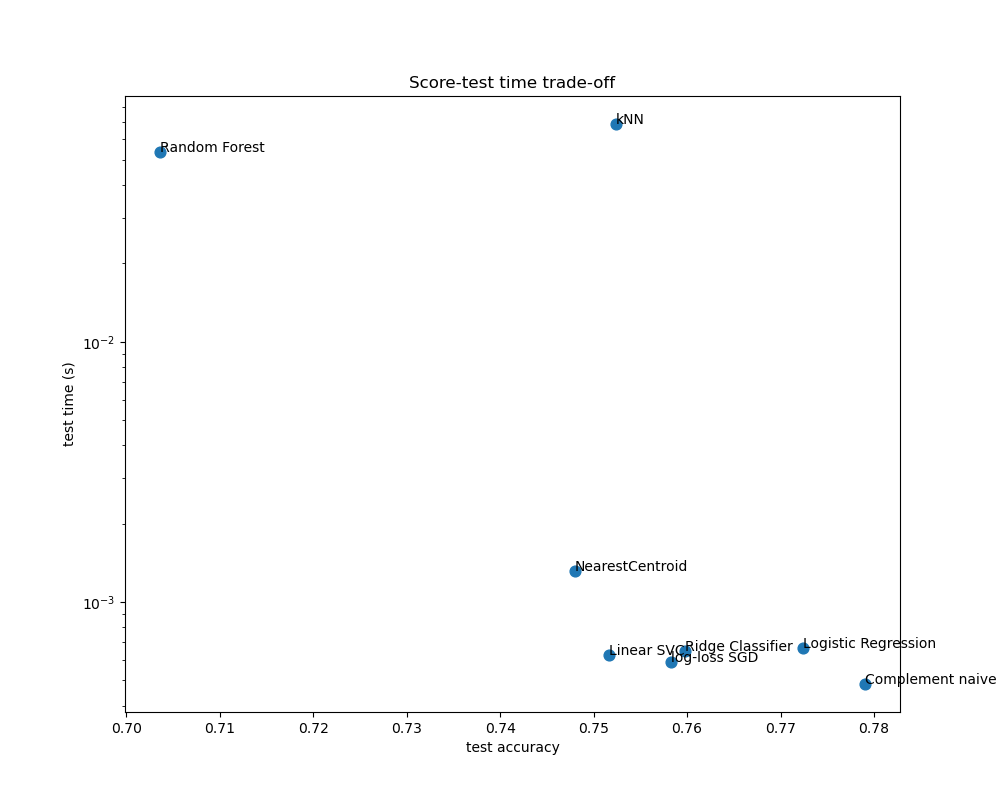 Score-test time trade-off
kNN
Random Forest
10⁻²
test time (s)
NearestCentroid
10⁻³
Logistic Regression
Ridge Classifier
Linear SVC
log-loss SGD
Complement naive
0.70 0.71 0.72 0.73 0.74 0.75 0.76 0.77 0.78
test accuracy